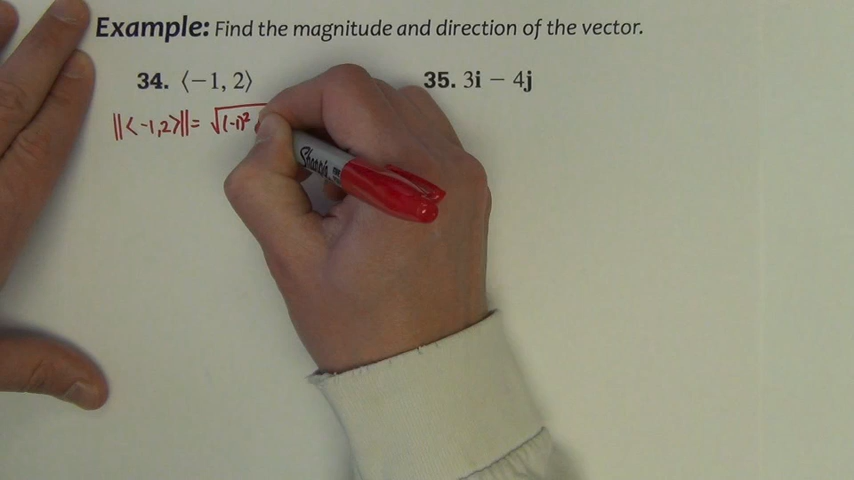 Example: Find the magnitude and direction of the vector.
34. ⟨−1, 2⟩ 35. 3i − 4j
||<-1,2>||= √(-1)²
Sharpie